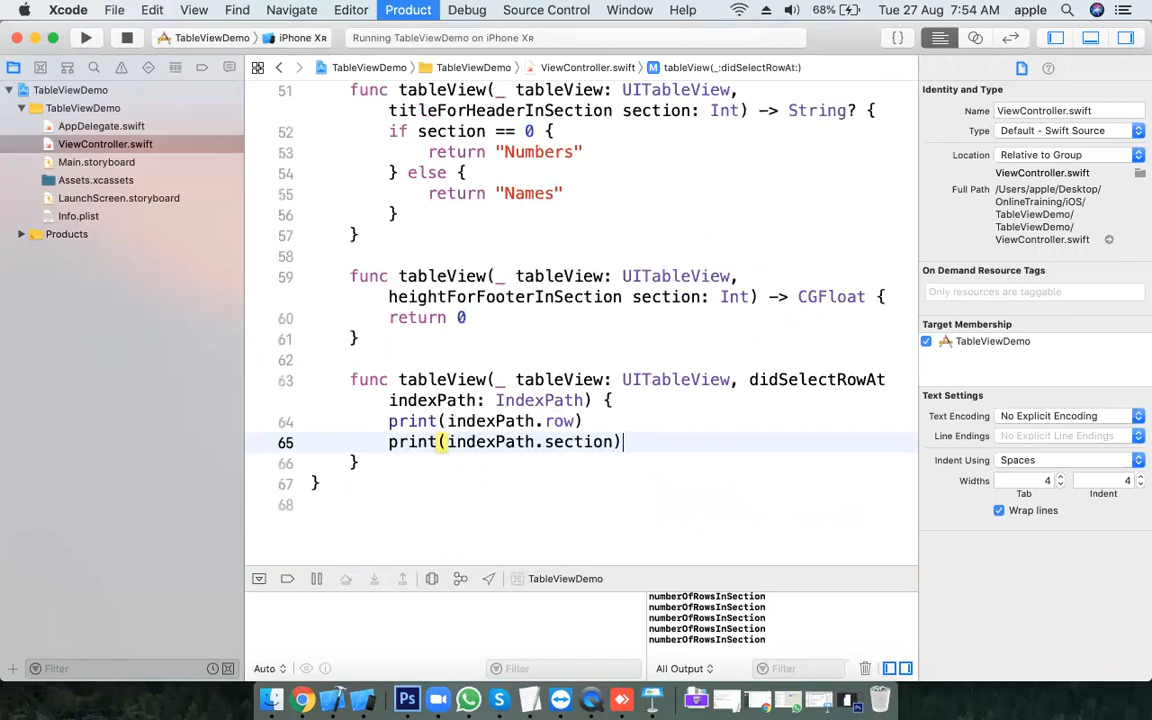 Xcode File Edit View Find Navigate Editor Product Debug Source Control Window Help 68% Tue 27 Aug 7:54 AM apple
TableViewDemo iPhone XR Running TableViewDemo on iPhone XR
TableViewDemo TableViewDemo ViewController.swift M tableView(_:didSelectRowAt:)
TableViewDemo
TableViewDemo
AppDelegate.swift
ViewController.swift
Main.storyboard
Assets.xcassets
LaunchScreen.storyboard
Info.plist
Products
Filter
51 func tableView(_ tableView: UITableView,
titleForHeaderInSection section: Int) -> String? {
52 if section == 0 {
53 return "Numbers"
54 } else {
55 return "Names"
56 }
57 }
58
59 func tableView(_ tableView: UITableView,
heightForFooterInSection section: Int) -> CGFloat {
60 return 0
61 }
62
63 func tableView(_ tableView: UITableView, didSelectRowAt
indexPath: IndexPath) {
64 print(indexPath.row)
65 print(indexPath.section)
66 }
67 }
68
TableViewDemo
numberOfRowsInSection
numberOfRowsInSection
numberOfRowsInSection
numberOfRowsInSection
numberOfRowsInSection
Auto Filter All Output Filter
Identity and Type
Name ViewController.swift
Type Default - Swift Source
Location Relative to Group
ViewController.swift
Full Path /Users/apple/Desktop/
OnlineTraining/iOS/
TableViewDemo/
TableViewDemo/
ViewController.swift
On Demand Resource Tags
Only resources are taggable
Target Membership
TableViewDemo
Text Settings
Text Encoding No Explicit Encoding
Line Endings No Explicit Line Endings
Indent Using Spaces
Widths 4 4
Tab Indent
Wrap lines
Ps